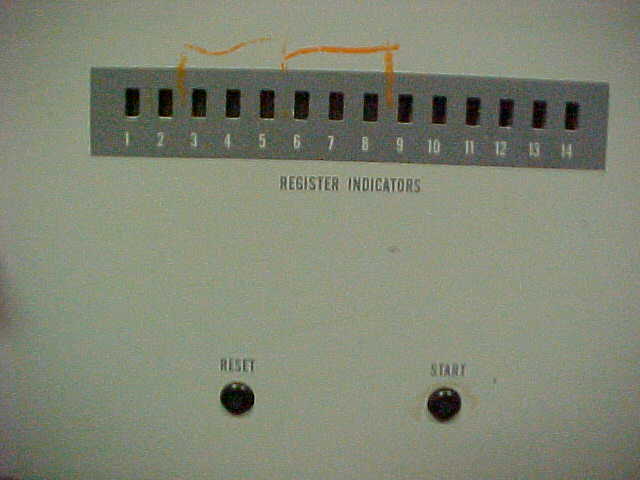 1 2 3 4 5 6 7 8 9 10 11 12 13 14
REGISTER INDICATORS
RESET START